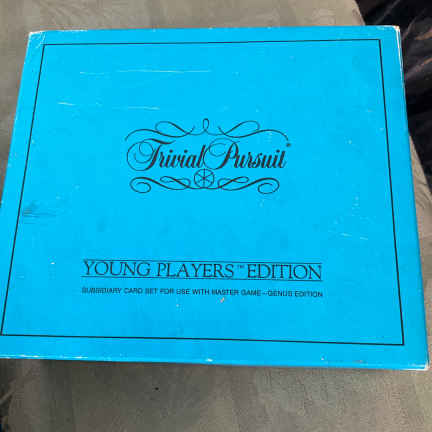 Trivial Pursuit®
YOUNG PLAYERS™ EDITION
SUBSIDIARY CARD SET FOR USE WITH MASTER GAME—GENUS EDITION